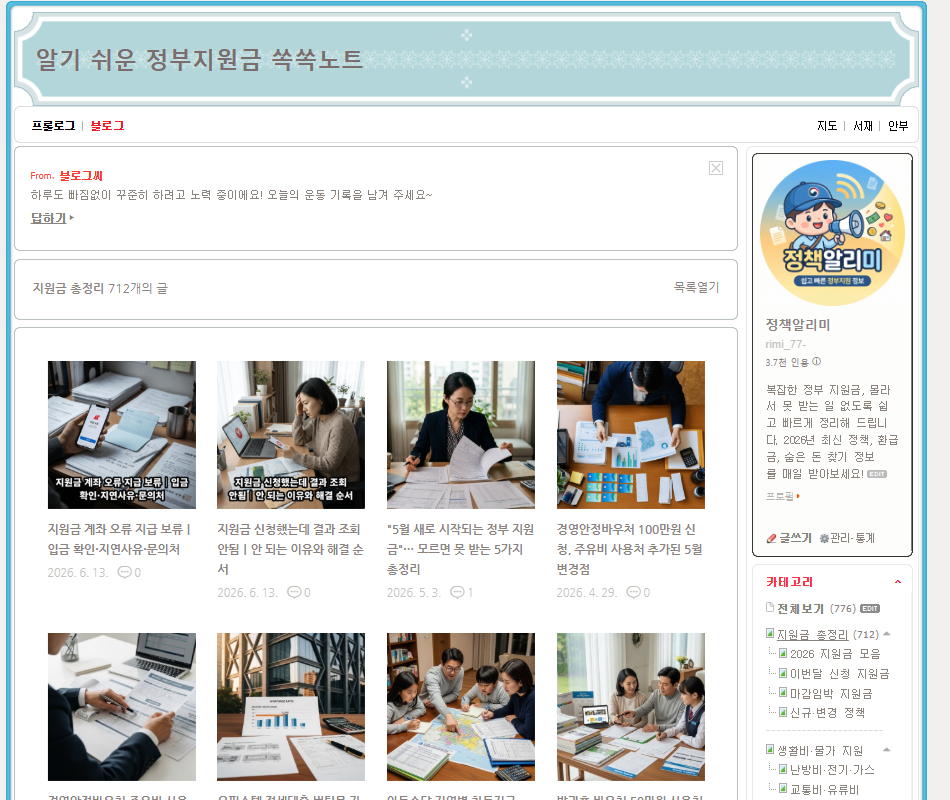 알기 쉬운 정부지원금 쏙쏙노트
프롤로그 | 블로그
지도 | 서재 | 안부
From. 블로그씨
하루도 빠짐없이 꾸준히 하려고 노력 중이에요! 오늘의 운동 기록을 남겨 주세요~
답하기
지원금 총정리 712개의 글
목록열기
지원금 계좌 오류 지급 보류 | 입금
확인·지연사유·문의처
지원금 신청했는데 결과 조회
안됨 | 안 되는 이유와 해결 순서
지원금 계좌 오류 지급 보류 |
입금 확인·지연사유·문의처
2026. 6. 13. 0
지원금 신청했는데 결과 조회
안됨 | 안 되는 이유와 해결 순
서
2026. 6. 13. 0
"5월 새로 시작되는 정부 지원
금"… 모르면 못 받는 5가지
총정리
2026. 5. 3. 1
경영안정바우처 100만원 신
청, 주유비 사용처 추가된 5월
변경점
2026. 4. 29. 0
정책알리미
쉽고 빠른 정부지원 정보
정책알리미
rimi_77-
3.7천 인용
복잡한 정부 지원금, 몰라
서 못 받는 일 없도록 쉽
고 빠르게 정리해 드립니
다. 2026년 최신 정책, 환급
금, 숨은 돈 찾기 정보
를 매일 받아보세요! EDIT
프로필
글쓰기 관리·통계
카테고리
전체보기 (776) EDIT
지원금 총정리 (712)
2026 지원금 모음
이번달 신청 지원금
마감임박 지원금
신규·변경 정책
생활비·물가 지원
난방비·전기·가스
교통비·유류비